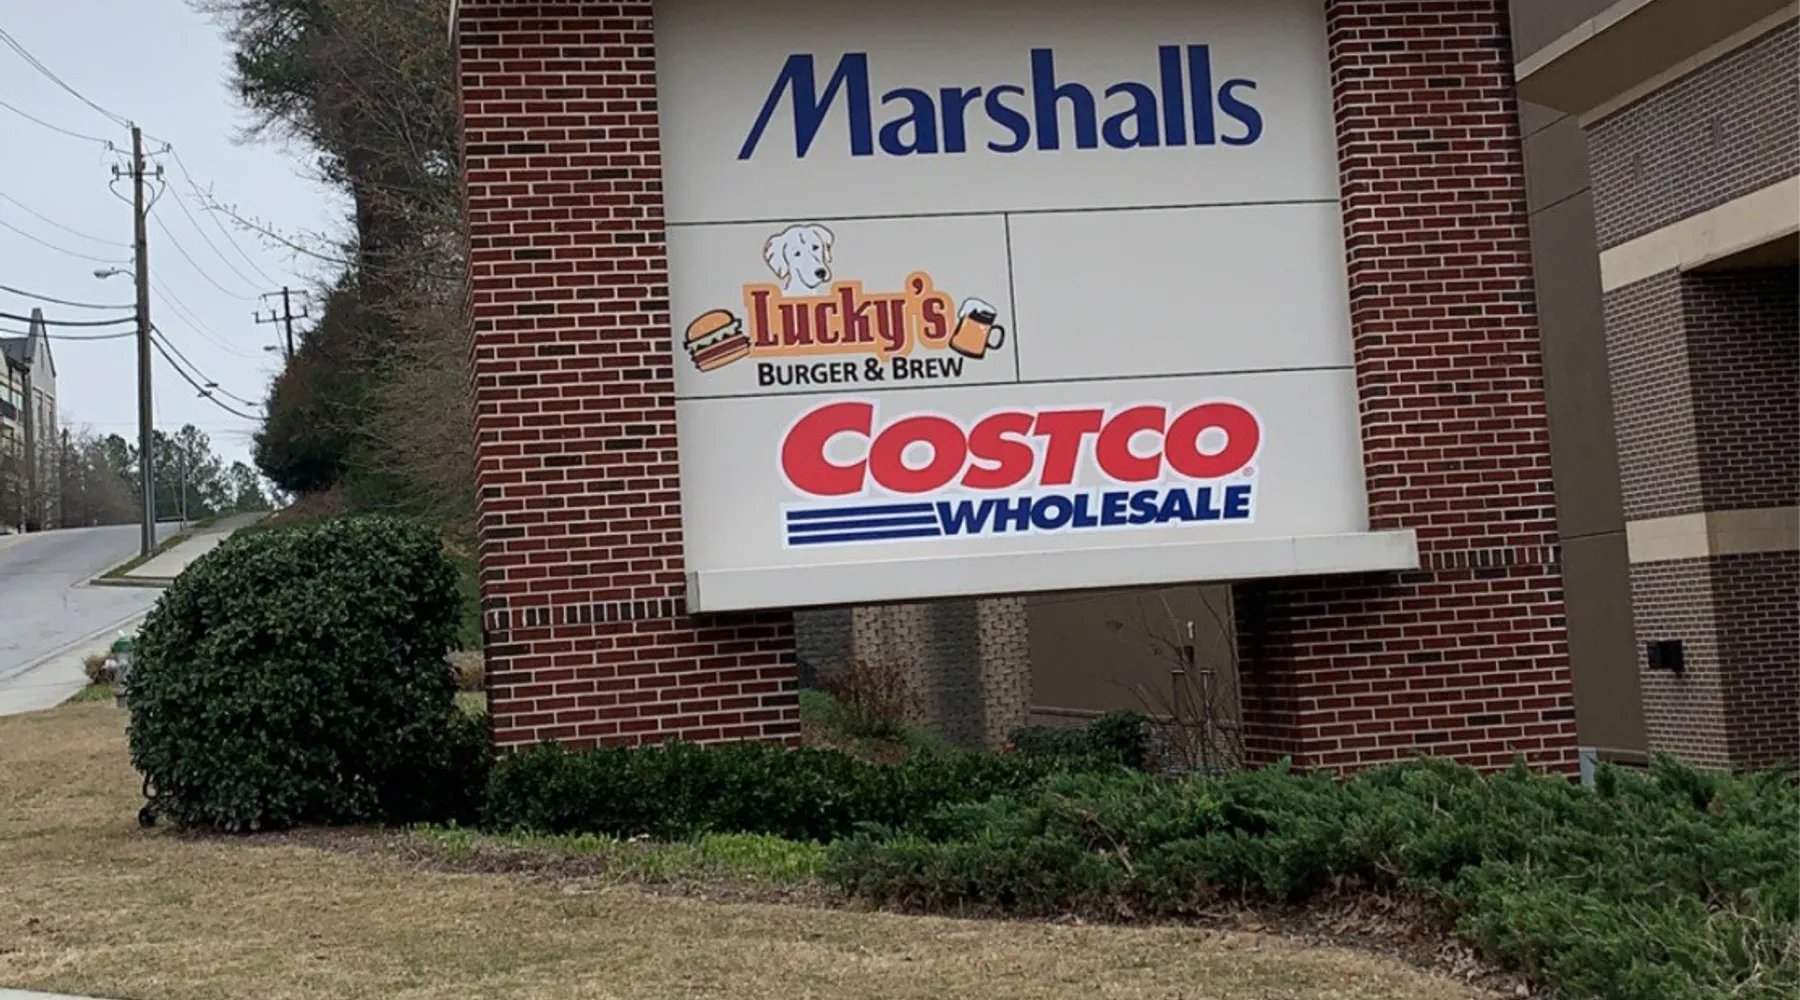 Marshalls
Lucky's
BURGER & BREW
COSTCO
WHOLESALE